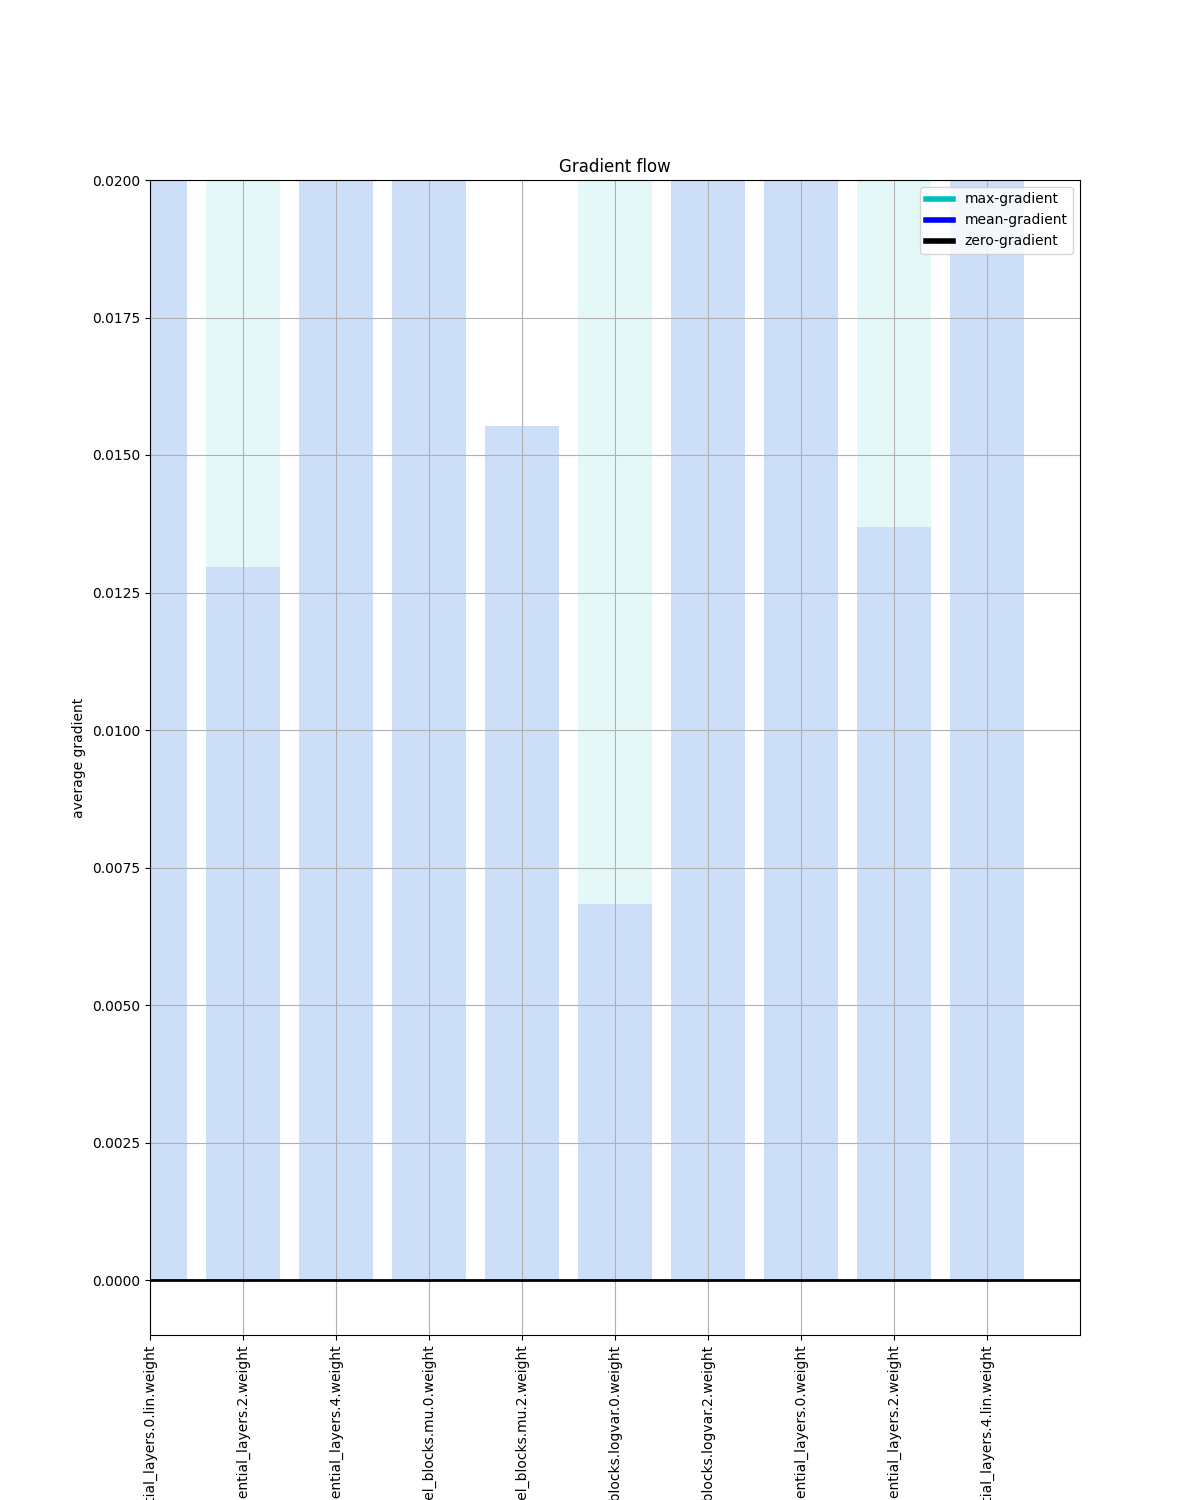 Gradient flow
max-gradient
mean-gradient
zero-gradient
0.0200
0.0175
0.0150
0.0125
0.0100
0.0075
0.0050
0.0025
0.0000
average gradient
tial_layers.0.lin.weight
ential_layers.2.weight
ential_layers.4.weight
el_blocks.mu.0.weight
el_blocks.mu.2.weight
blocks.logvar.0.weight
blocks.logvar.2.weight
ential_layers.0.weight
ential_layers.2.weight
tial_layers.4.lin.weight